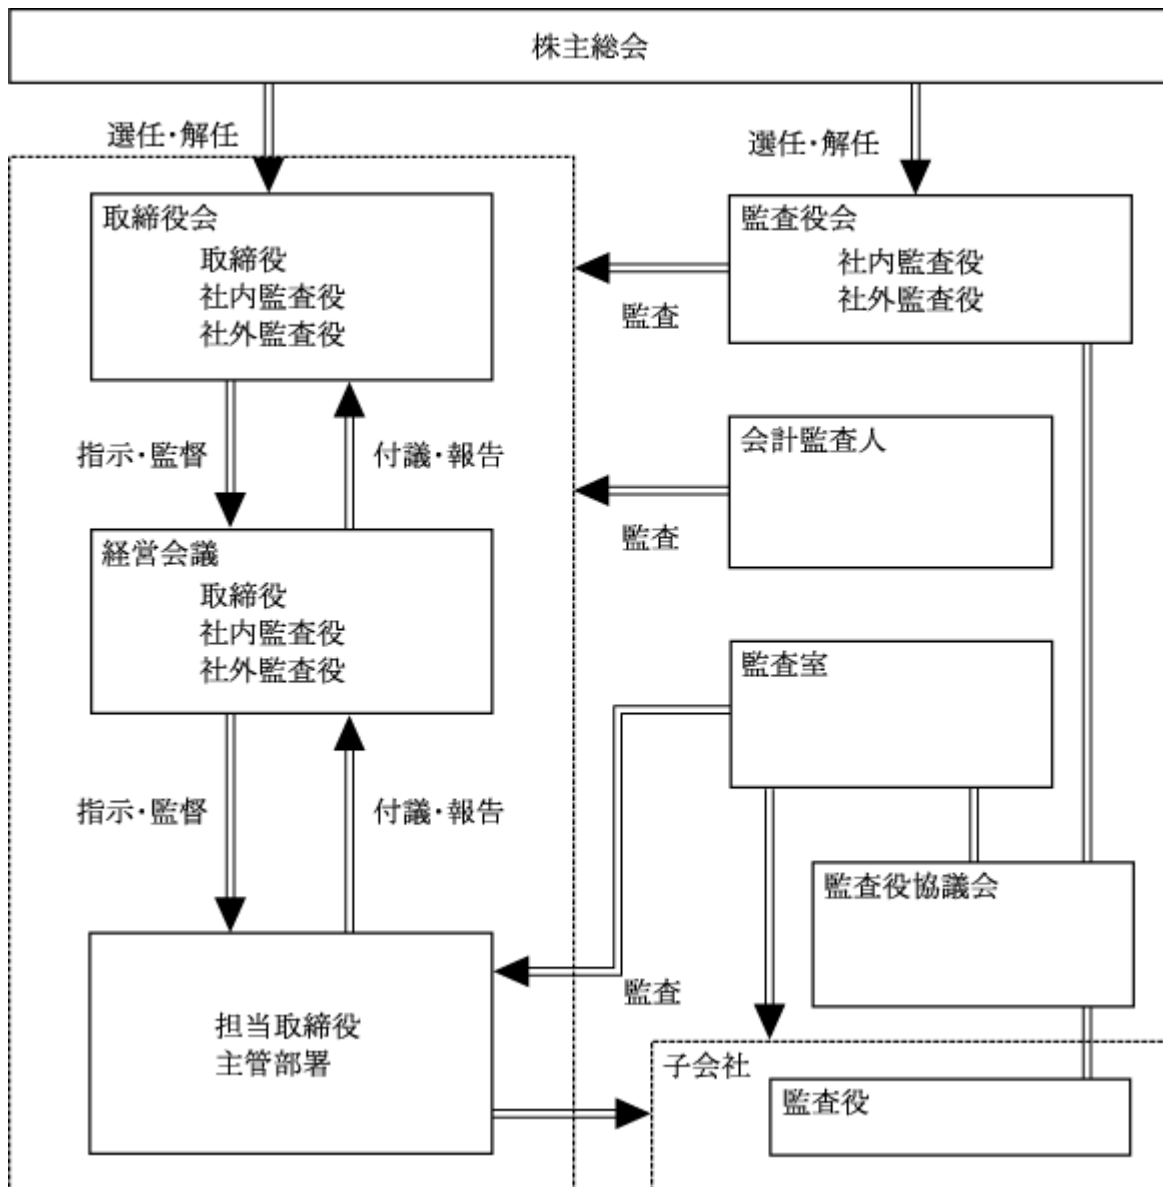 株主総会
選任・解任
選任・解任
取締役会
取締役
社内監査役
社外監査役
監査役会
社内監査役
社外監査役
監査
指示・監督
付議・報告
会計監査人
監査
経営会議
取締役
社内監査役
社外監査役
監査室
指示・監督
付議・報告
監査役協議会
監査
担当取締役
主管部署
子会社
監査役